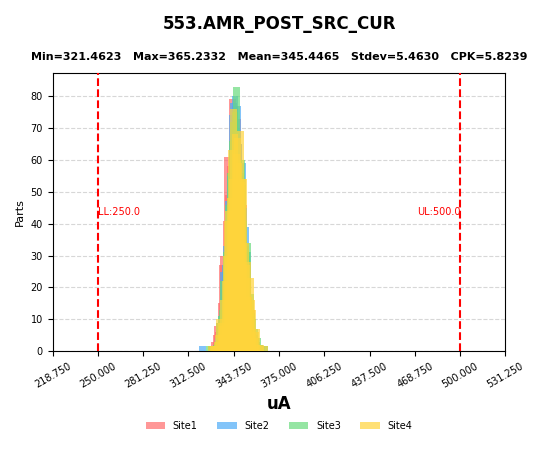 553.AMR_POST_SRC_CUR
Min=321.4623 Max=365.2332 Mean=345.4465 Stdev=5.4630 CPK=5.8239
80
70
60
50
40
30
20
10
0
Parts
LL:250.0
UL:500.0
218.750
250.000
281.250
312.500
343.750
375.000
406.250
437.500
468.750
500.000
531.250
uA
Site1 Site2 Site3 Site4